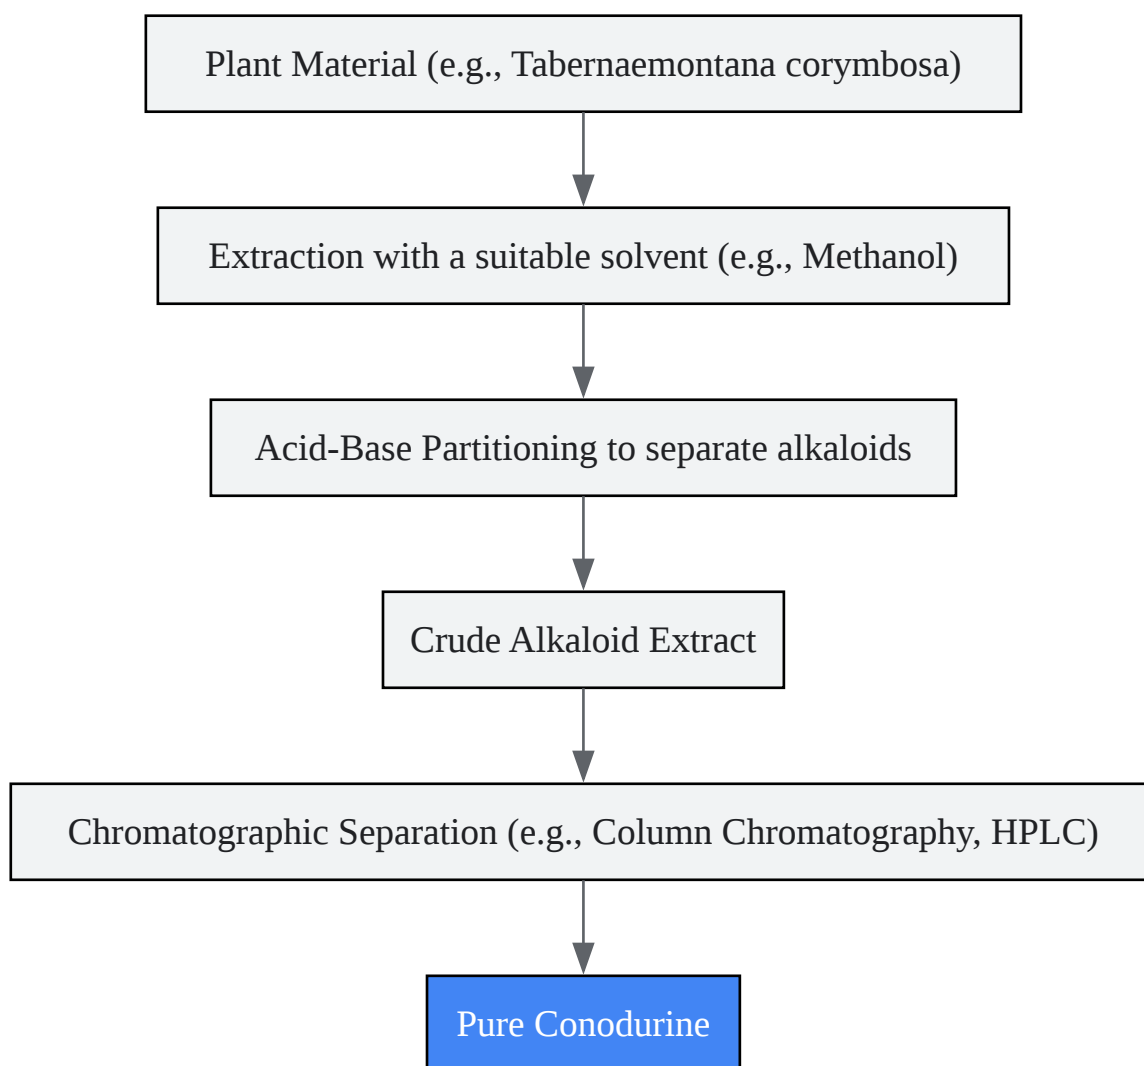 Plant Material (e.g., Tabernaemontana corymbosa)
Extraction with a suitable solvent (e.g., Methanol)
Acid-Base Partitioning to separate alkaloids
Crude Alkaloid Extract
Chromatographic Separation (e.g., Column Chromatography, HPLC)
Pure Conodurine